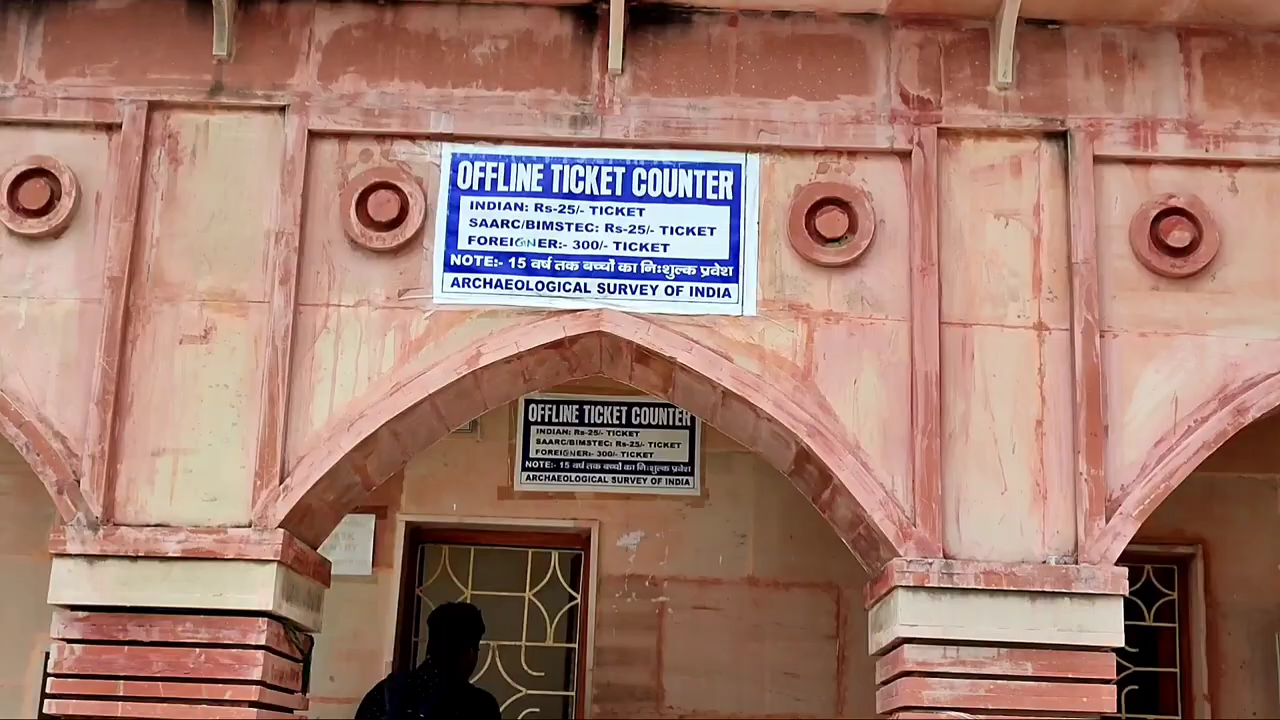 OFFLINE TICKET COUNTER
INDIAN: Rs-25/- TICKET
SAARC/BIMSTEC: Rs-25/- TICKET
FOREIGNER:- 300/- TICKET
NOTE:- 15 वर्ष तक बच्चों का निःशुल्क प्रवेश
ARCHAEOLOGICAL SURVEY OF INDIA
OFFLINE TICKET COUNTER
INDIAN: Rs-25/- TICKET
SAARC/BIMSTEC: Rs-25/- TICKET
FOREIGNER:- 300/- TICKET
NOTE:- 15 वर्ष तक बच्चों का निःशुल्क प्रवेश
ARCHAEOLOGICAL SURVEY OF INDIA